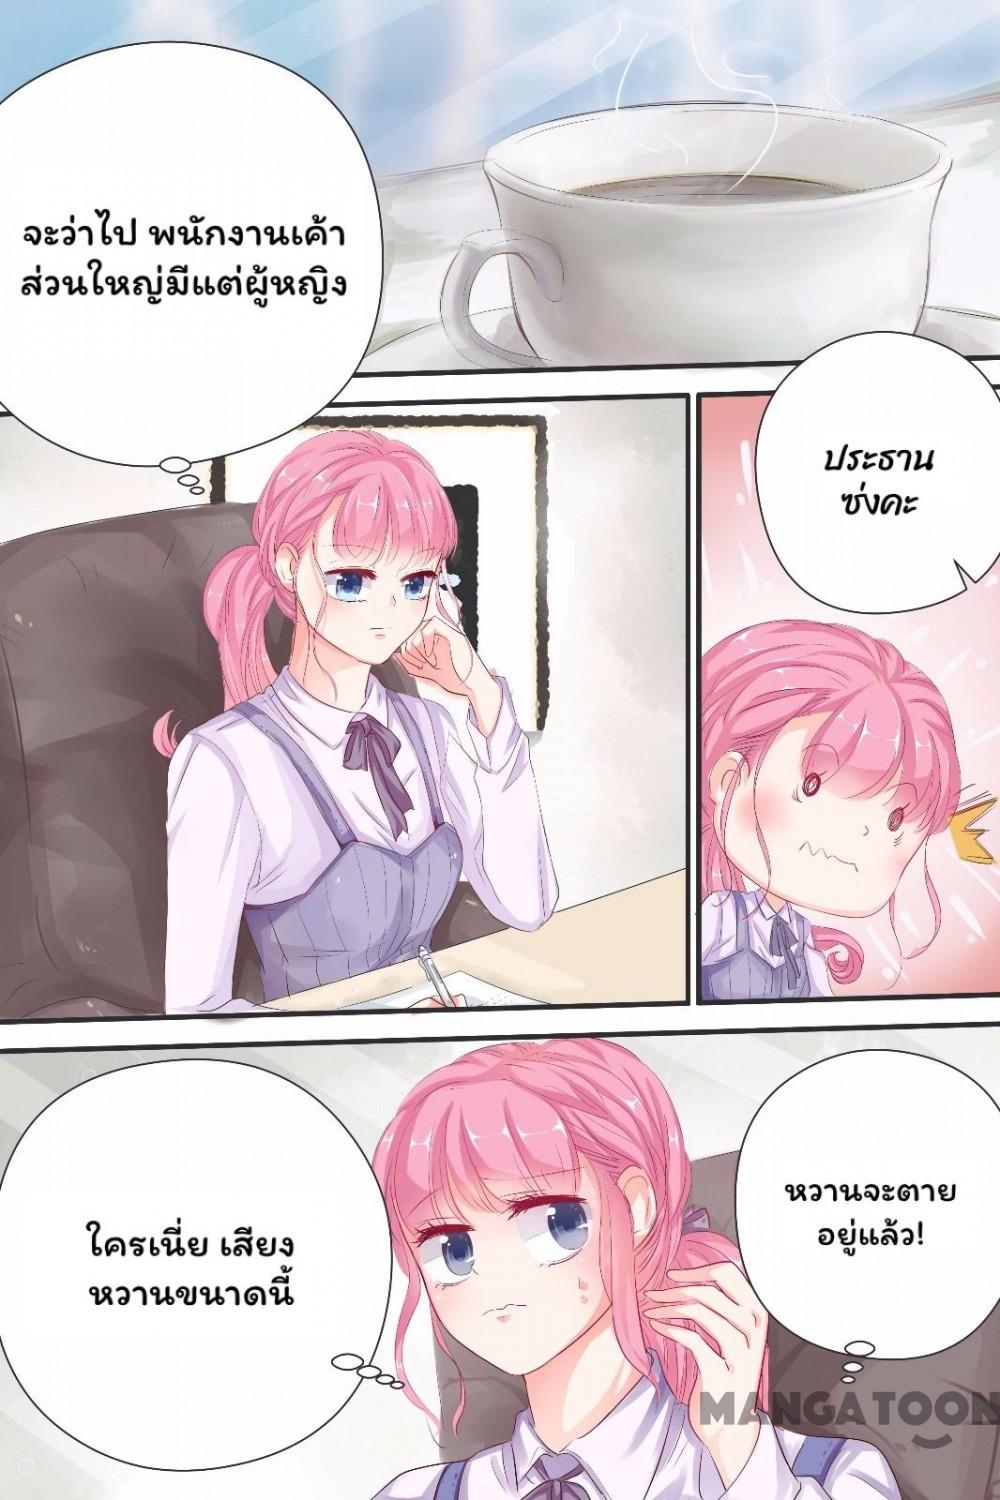 จะว่าไป พนักงานเค้า
ส่วนใหญ่มีแต่ผู้หญิง
ประธาน
ซ่งคะ
ใครเนี่ย เสียง
หวานขนาดนี้
หวานจะตาย
อยู่แล้ว!
MANGATOON